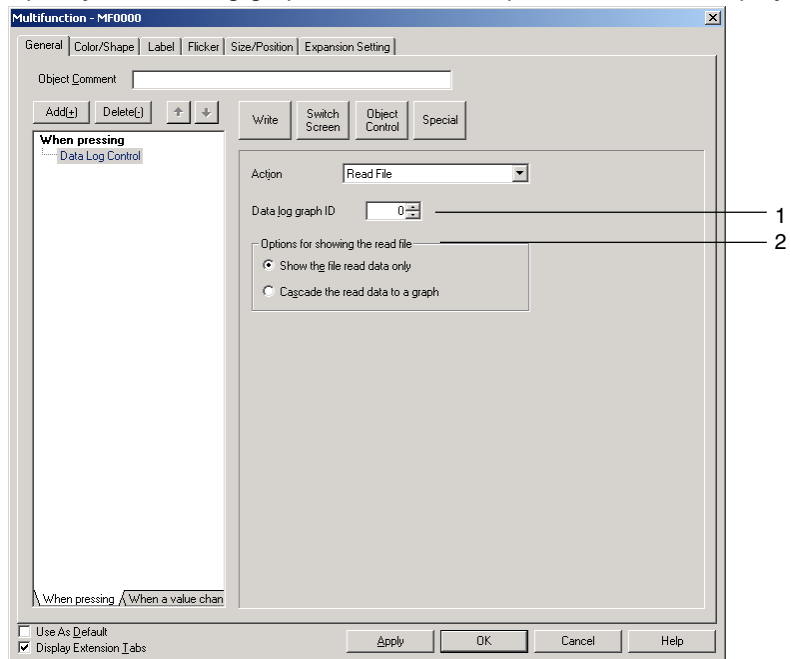 Multifunction - MF0000
General Color/Shape Label Flicker Size/Position Expansion Setting
Object Comment
Add(+) Delete(-)
Write Switch Screen Object Control Special
When pressing
Data Log Control
Action Read File
Data log graph ID 0
1
Options for showing the read file
2
Show the file read data only
Cascade the read data to a graph
When pressing When a value chan
Use As Default
Display Extension Tabs
Apply OK Cancel Help